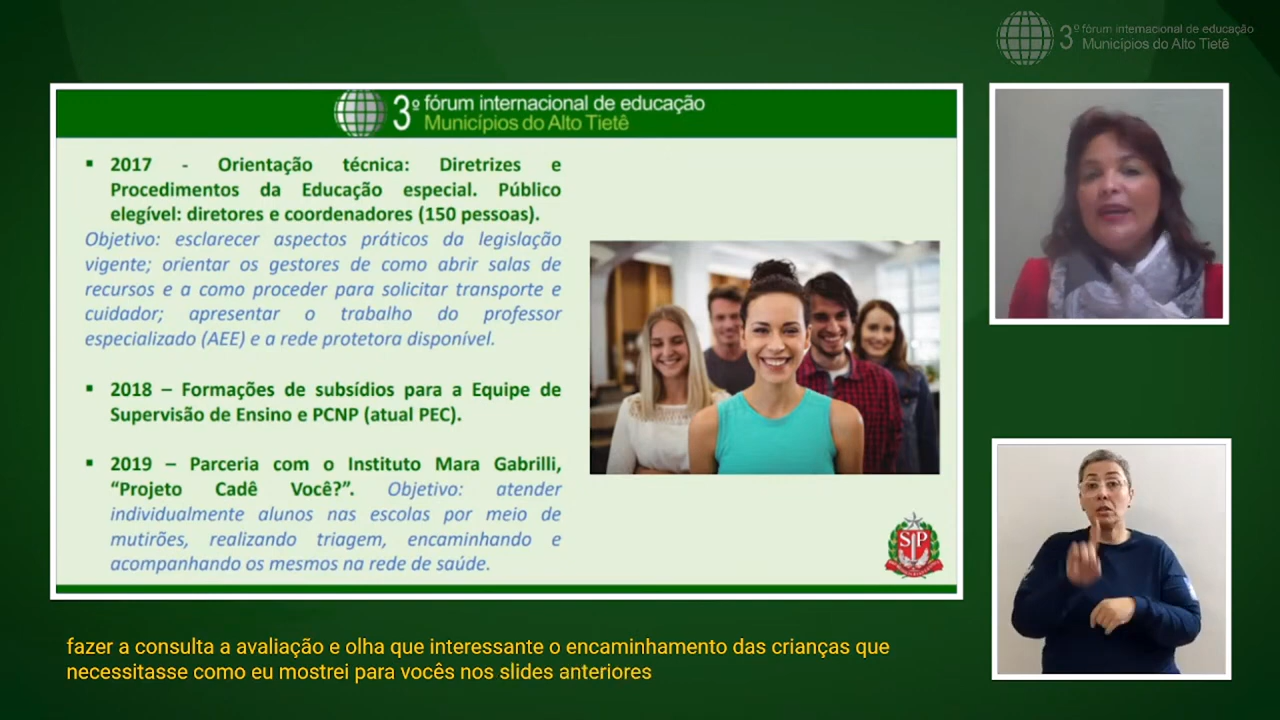 3º fórum internacional de educação
Municípios do Alto Tietê
3º fórum internacional de educação
Municípios do Alto Tietê
▪ 2017 - Orientação técnica: Diretrizes e
Procedimentos da Educação especial. Público
elegível: diretores e coordenadores (150 pessoas).
Objetivo: esclarecer aspectos práticos da legislação
vigente; orientar os gestores de como abrir salas de
recursos e a como proceder para solicitar transporte e
cuidador; apresentar o trabalho do professor
especializado (AEE) e a rede protetora disponível.
▪ 2018 – Formações de subsídios para a Equipe de
Supervisão de Ensino e PCNP (atual PEC).
▪ 2019 – Parceria com o Instituto Mara Gabrilli,
“Projeto Cadê Você?”. Objetivo: atender
individualmente alunos nas escolas por meio de
mutirões, realizando triagem, encaminhando e
acompanhando os mesmos na rede de saúde.
SP
fazer a consulta a avaliação e olha que interessante o encaminhamento das crianças que
necessitasse como eu mostrei para vocês nos slides anteriores